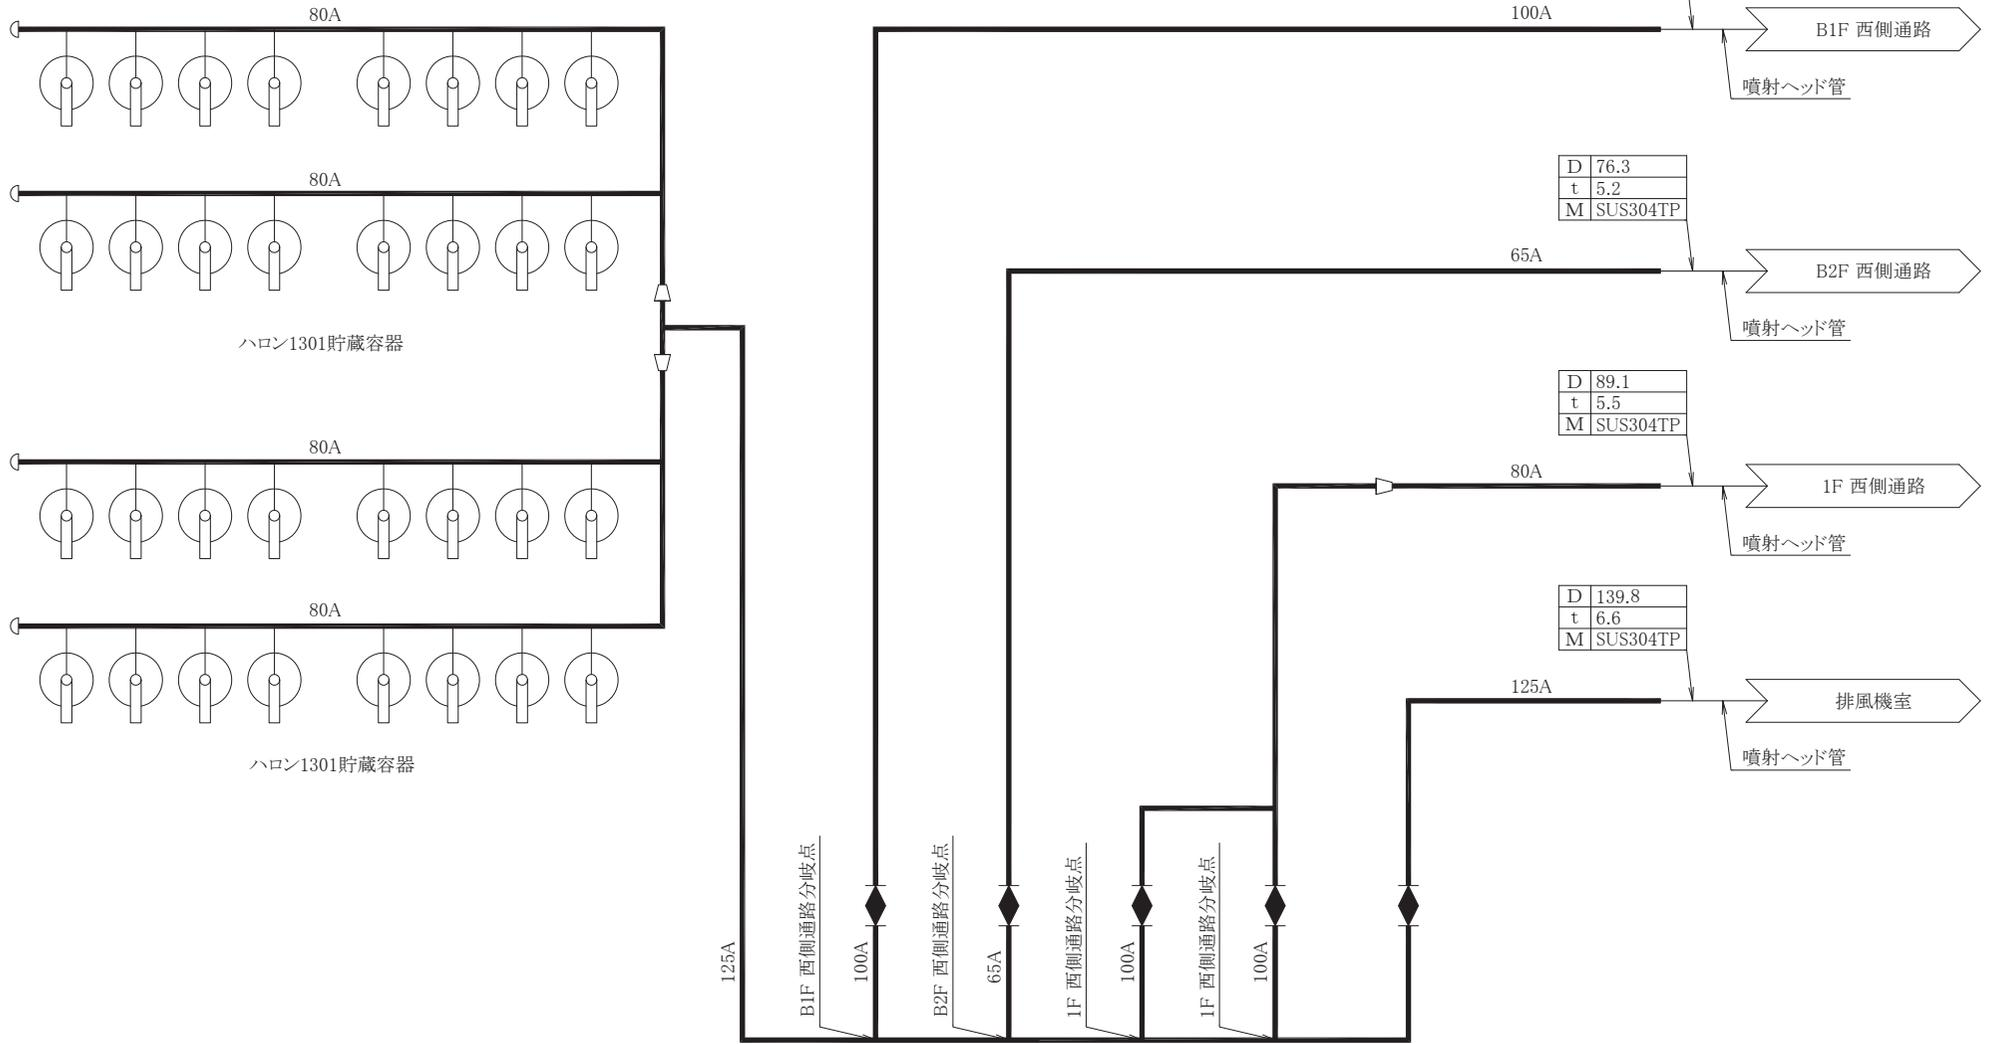 80A
100A
B1F 西側通路
噴射ヘッド管
80A
D 76.3
t 5.2
M SUS304TP
65A
B2F 西側通路
噴射ヘッド管
ハロン1301貯蔵容器
D 89.1
t 5.5
M SUS304TP
80A
80A
1F 西側通路
噴射ヘッド管
80A
D 139.8
t 6.6
M SUS304TP
125A
排風機室
噴射ヘッド管
ハロン1301貯蔵容器
125A
B1F 西側通路分岐点
100A
B2F 西側通路分岐点
65A
1F 西側通路分岐点
100A
1F 西側通路分岐点
100A